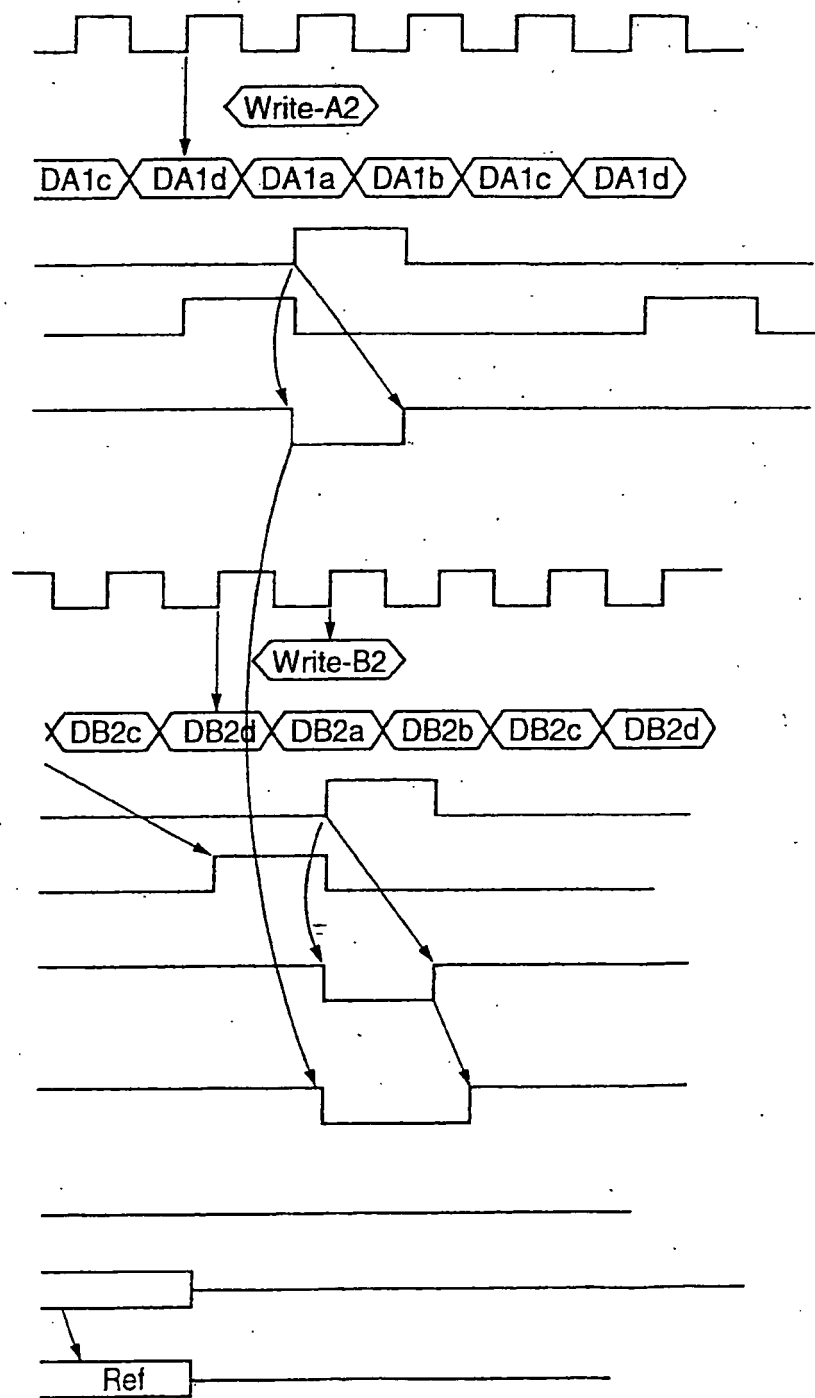 Write-A2
DA1c DA1d DA1a DA1b DA1c DA1d
Write-B2
DB2c DB2d DB2a DB2b DB2c DB2d
Ref